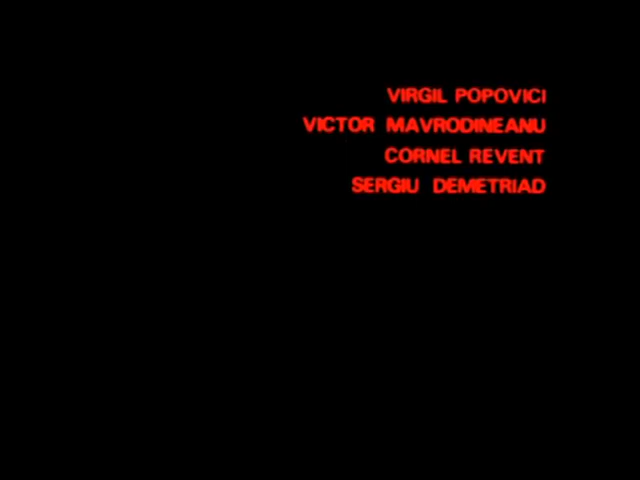 VIRGIL POPOVICI
VICTOR MAVRODINEANU
CORNEL REVENT
SERGIU DEMETRIAD